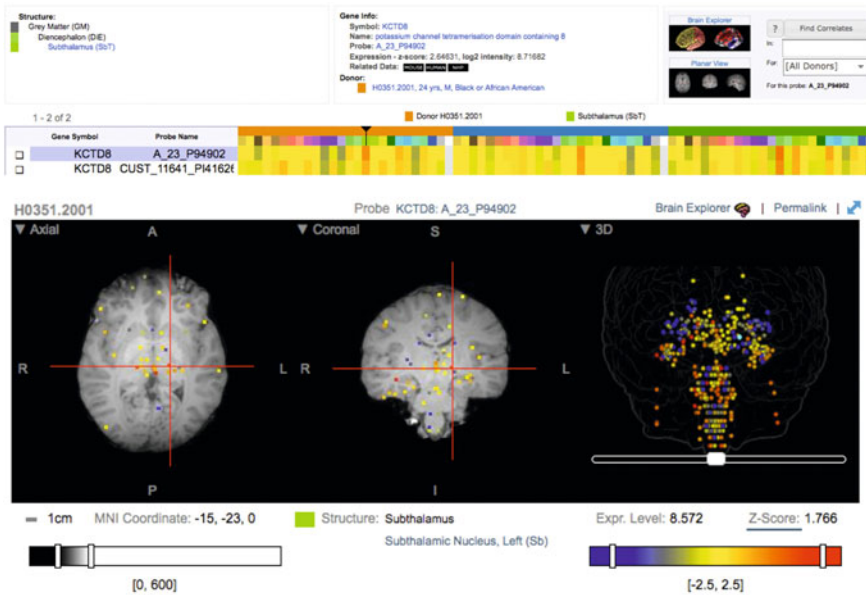 Structure:
Grey Matter (GM)
Diencephalon (DiE)
Subthalamus (SbT)
Gene Info:
Symbol: KCTD8
Name: potassium channel tetramerisation domain containing 8
Probe: A_23_P94902
Expression - z-score: 2.64631, log2 intensity: 8.71682
Related Data: MOUSE HUMAN NHP
Donor:
H0351.2001, 24 yrs, M, Black or African American
Brain Explorer
Planar View
? Find Correlates
In:
For: [All Donors]
For this probe: A_23_P94902
1 - 2 of 2
Donor H0351.2001 Subthalamus (SbT)
Gene Symbol Probe Name
KCTD8 A_23_P94902
KCTD8 CUST_11641_PI41626
H0351.2001 Probe KCTD8: A_23_P94902 Brain Explorer | Permalink |
▼ Axial A ▼ Coronal S ▼ 3D
R L R L
P I
1cm MNI Coordinate: -15, -23, 0 Structure: Subthalamus Expr. Level: 8.572 Z-Score: 1.766
Subthalamic Nucleus, Left (Sb)
[0, 600] [-2.5, 2.5]